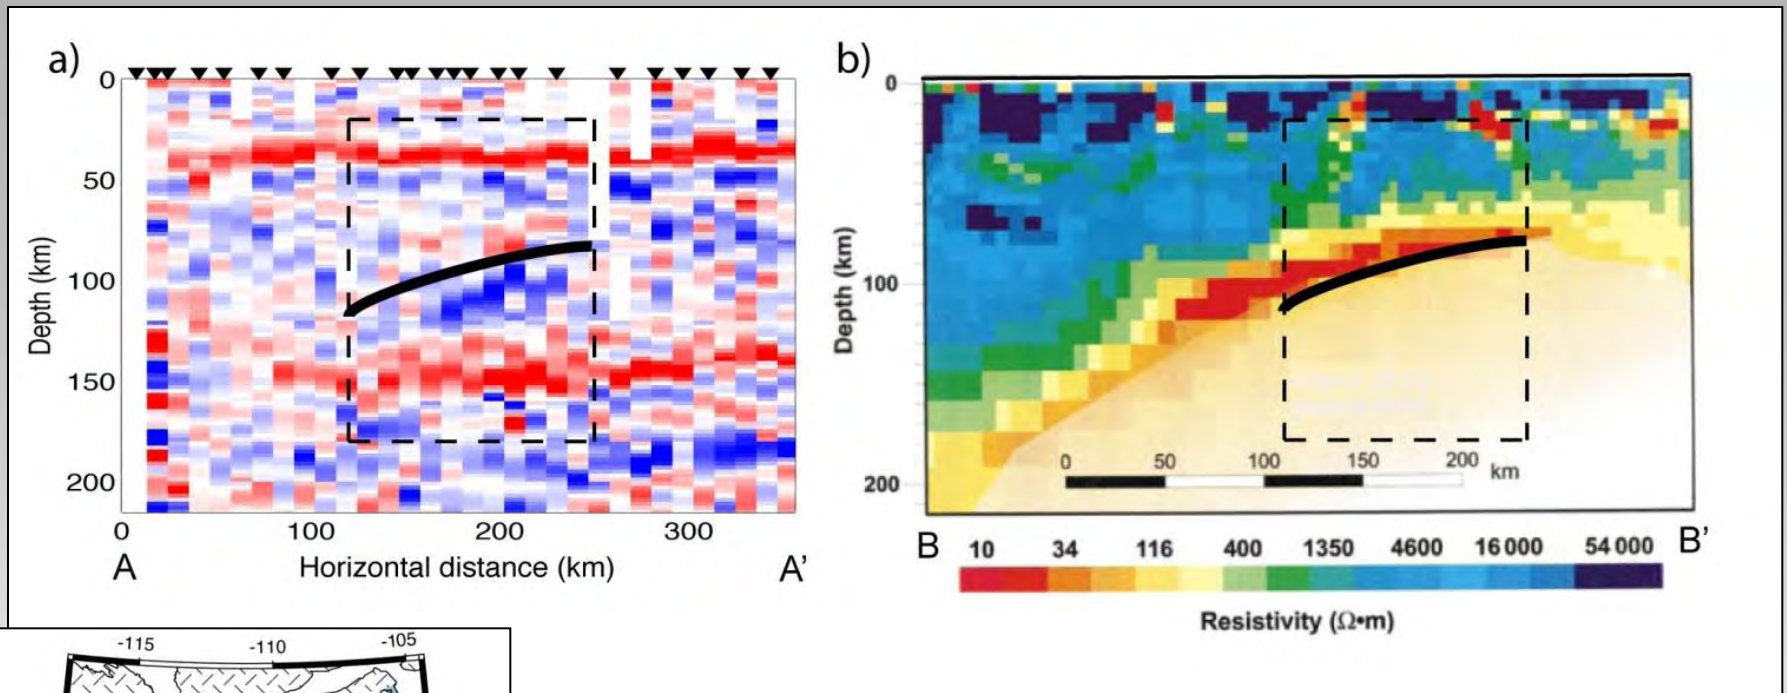 a)
0
50
100
150
200
Depth (km)
0 100 200 300
A Horizontal distance (km) A'
b)
0
100
200
Depth (km)
0 50 100 150 200 km
B B'
10 34 116 400 1350 4600 16 000 54 000
Resistivity (Ω•m)
-115 -110 -105